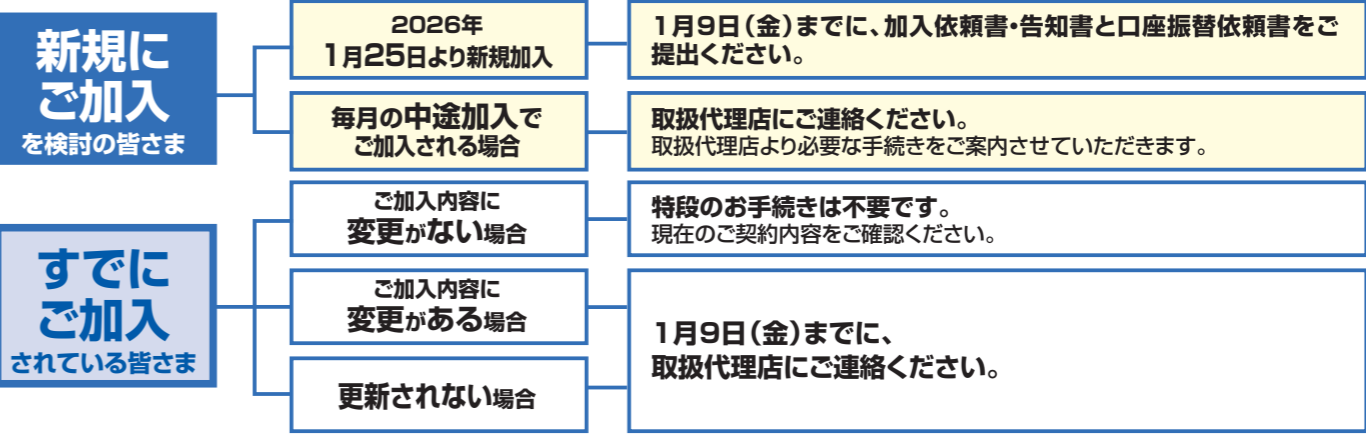 新規に
ご加入
を検討の皆さま
2026年
1月25日より新規加入
1月9日(金)までに、加入依頼書・告知書と口座振替依頼書をご
提出ください。
毎月の中途加入で
ご加入される場合
取扱代理店にご連絡ください。
取扱代理店より必要な手続きをご案内させていただきます。
すでに
ご加入
されている皆さま
ご加入内容に
変更がない場合
特段のお手続きは不要です。
現在のご契約内容をご確認ください。
ご加入内容に
変更がある場合
更新されない場合
1月9日(金)までに、
取扱代理店にご連絡ください。